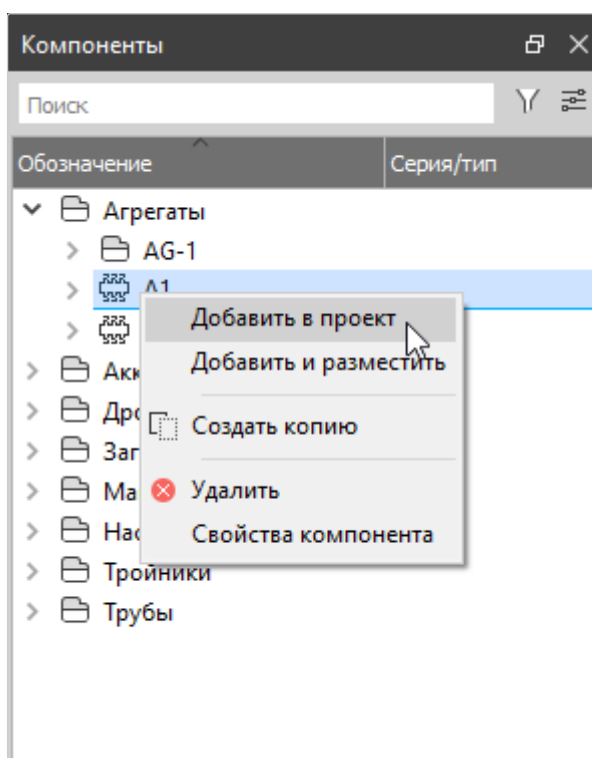 Компоненты
Поиск
Обозначение Серия/тип
Агрегаты
AG-1
A1
Добавить в проект
Добавить и разместить
Создать копию
Удалить
Свойства компонента
Тройники
Трубы